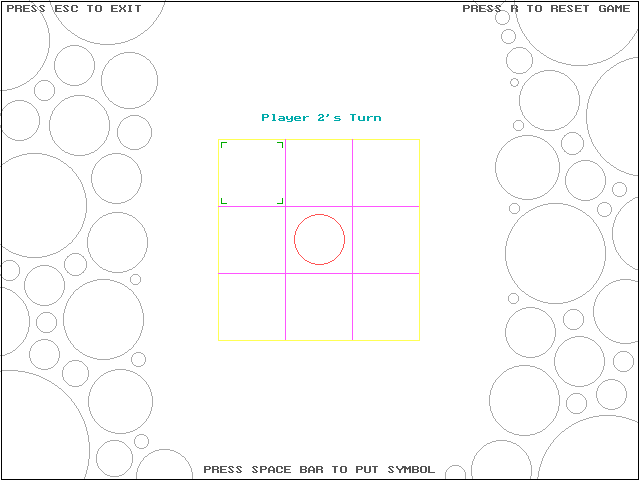 PRESS ESC TO EXIT
PRESS R TO RESET GAME
Player 2's Turn
PRESS SPACE BAR TO PUT SYMBOL